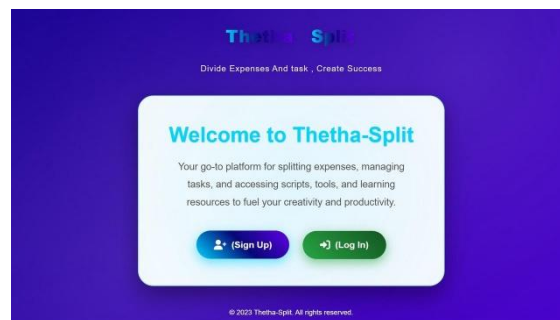 Thetha Split
Divide Expenses And task , Create Success
Welcome to Thetha-Split
Your go-to platform for splitting expenses, managing
tasks, and accessing scripts, tools, and learning
resources to fuel your creativity and productivity.
(Sign Up) (Log In)
© 2023 Thetha-Split. All rights reserved.